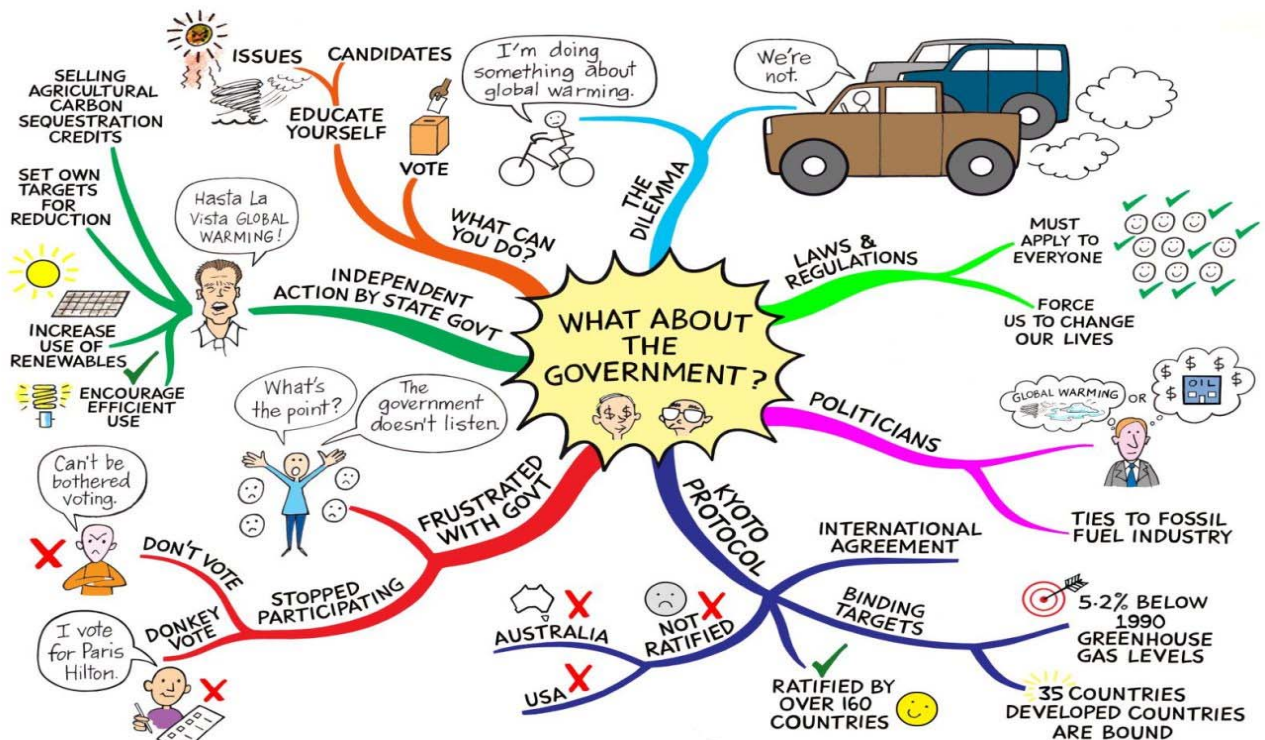 WHAT ABOUT
THE
GOVERNMENT?
$ $
THE
DILEMMA
I'm doing
something about
global warming.
We're
not.
LAWS &
REGULATIONS
MUST
APPLY TO
EVERYONE
FORCE
US TO CHANGE
OUR LIVES
POLITICIANS
GLOBAL WARMING
OR
$ $ $
$ OIL $
TIES TO FOSSIL
FUEL INDUSTRY
KYOTO
PROTOCOL
INTERNATIONAL
AGREEMENT
BINDING
TARGETS
5.2% BELOW
1990
GREENHOUSE
GAS LEVELS
35 COUNTRIES
DEVELOPED COUNTRIES
ARE BOUND
RATIFIED BY
OVER 160
COUNTRIES
NOT
RATIFIED
AUSTRALIA
USA
FRUSTRATED
WITH GOVT
What's
the point?
The
government
doesn't listen.
STOPPED
PARTICIPATING
DON'T VOTE
Can't be
bothered
voting.
DONKEY
VOTE
I vote
for Paris
Hilton.
INDEPENDENT
ACTION BY STATE GOVT
Hasta La
Vista GLOBAL
WARMING!
SELLING
AGRICULTURAL
CARBON
SEQUESTRATION
CREDITS
SET OWN
TARGETS
FOR
REDUCTION
INCREASE
USE OF
RENEWABLES
ENCOURAGE
EFFICIENT
USE
WHAT CAN
YOU DO?
EDUCATE
YOURSELF
ISSUES
CANDIDATES
VOTE